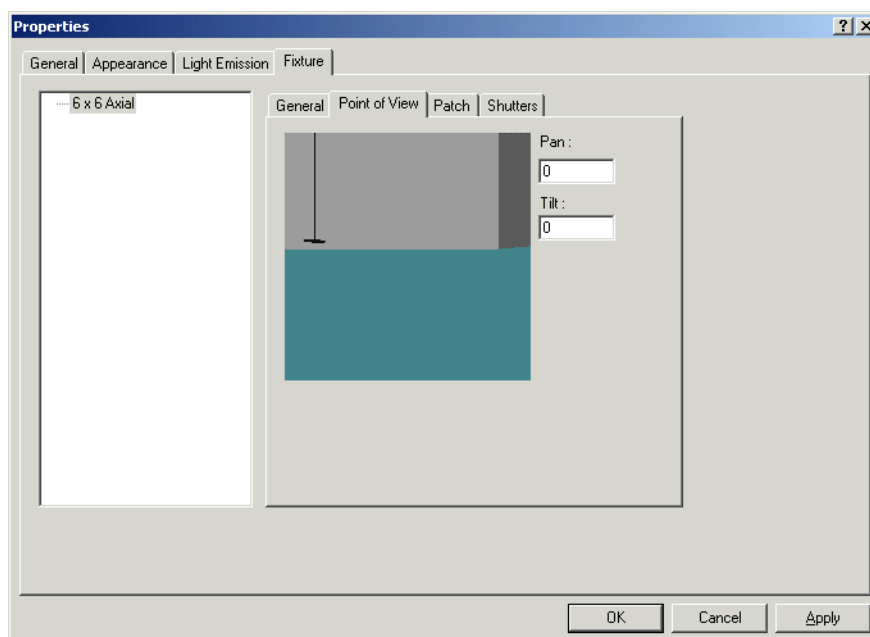 Properties
General Appearance Light Emission Fixture
6 x 6 Axial
General Point of View Patch Shutters
Pan :
0
Tilt :
0
OK Cancel Apply